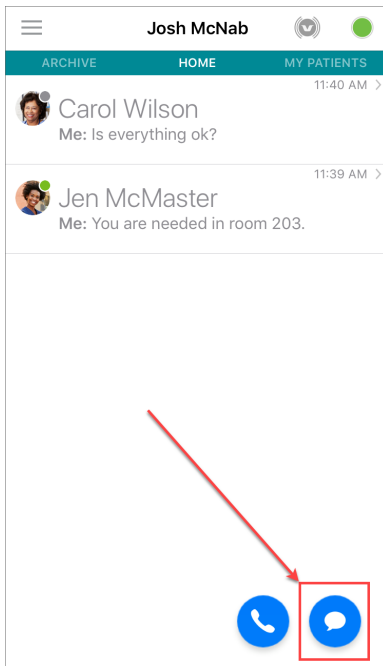 Josh McNab
ARCHIVE HOME MY PATIENTS
11:40 AM
Carol Wilson
Me: Is everything ok?
11:39 AM
Jen McMaster
Me: You are needed in room 203.